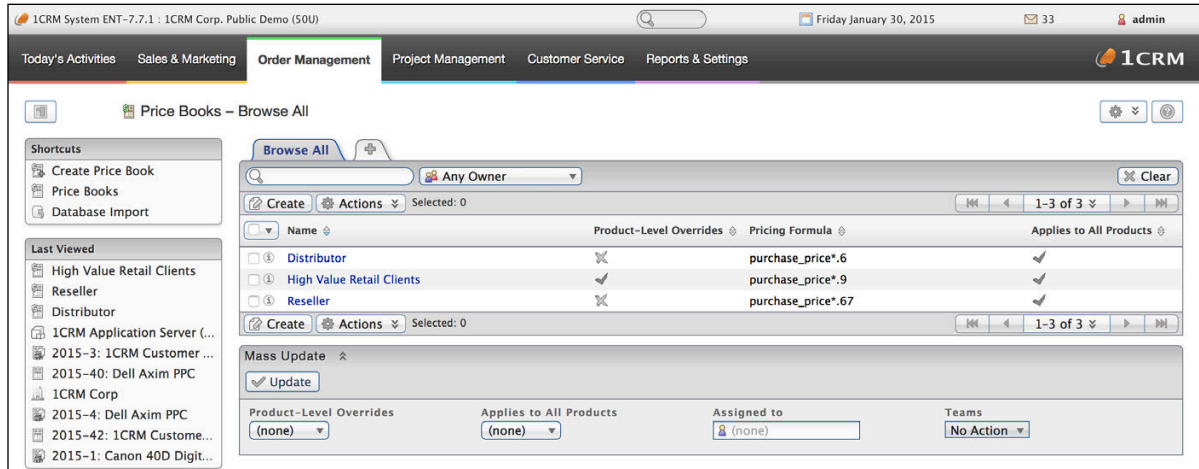 1CRM System ENT-7.7.1 : 1CRM Corp. Public Demo (50U)
Friday January 30, 2015
33
admin
Today's Activities
Sales & Marketing
Order Management
Project Management
Customer Service
Reports & Settings
1CRM
Price Books – Browse All
Shortcuts
Create Price Book
Price Books
Database Import
Last Viewed
High Value Retail Clients
Reseller
Distributor
1CRM Application Server (...
2015-3: 1CRM Customer ...
2015-40: Dell Axim PPC
1CRM Corp
2015-4: Dell Axim PPC
2015-42: 1CRM Custome...
2015-1: Canon 40D Digit...
Browse All
Any Owner
Clear
Create Actions Selected: 0 1-3 of 3
Name Product-Level Overrides Pricing Formula Applies to All Products
Distributor purchase_price*.6
High Value Retail Clients purchase_price*.9
Reseller purchase_price*.67
Create Actions Selected: 0 1-3 of 3
Mass Update
Update
Product-Level Overrides Applies to All Products Assigned to Teams
(none) (none) (none) No Action